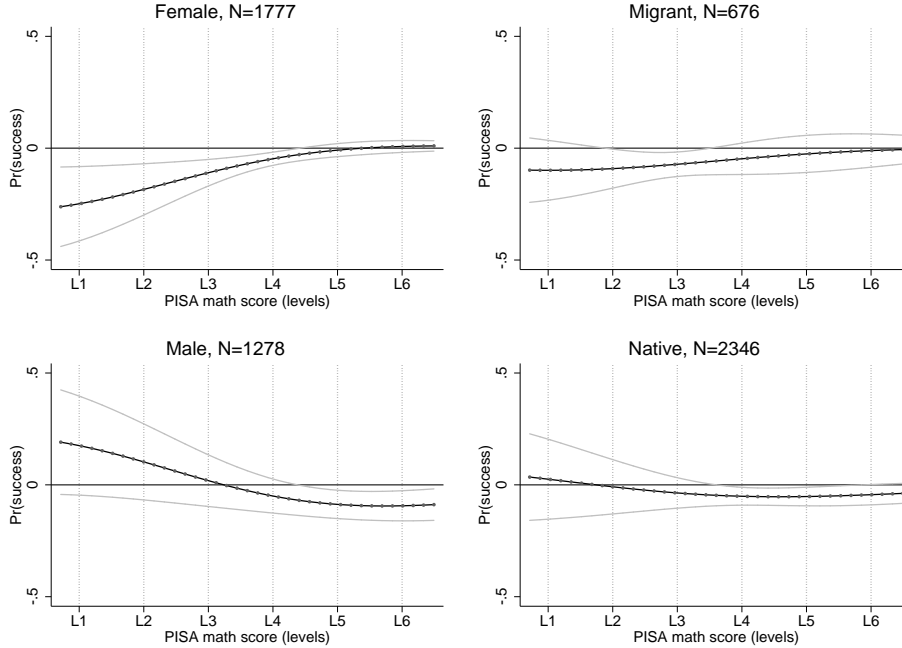 Female, N=1777
.5
0
-.5
Pr(success)
L1 L2 L3 L4 L5 L6
PISA math score (levels)
Migrant, N=676
.5
0
-.5
Pr(success)
L1 L2 L3 L4 L5 L6
PISA math score (levels)
Male, N=1278
.5
0
-.5
Pr(success)
L1 L2 L3 L4 L5 L6
PISA math score (levels)
Native, N=2346
.5
0
-.5
Pr(success)
L1 L2 L3 L4 L5 L6
PISA math score (levels)